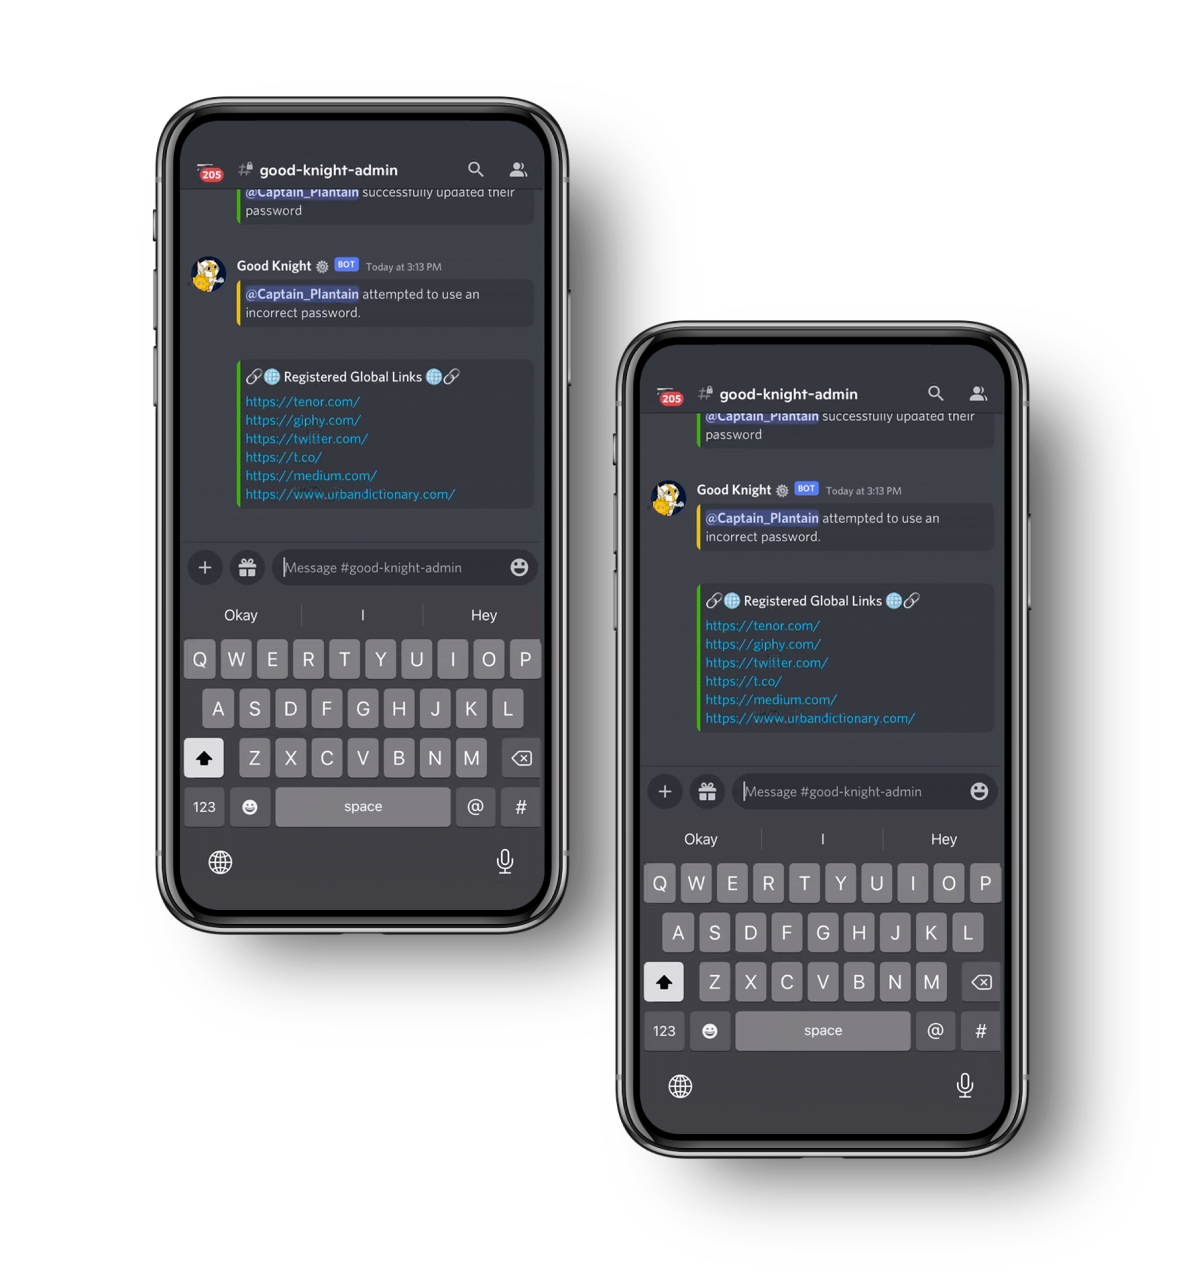 205
# good-knight-admin
@Captain_Plantain successfully updated their
password
Good Knight BOT Today at 3:13 PM
@Captain_Plantain attempted to use an
incorrect password.
Registered Global Links
https://tenor.com/
https://giphy.com/
https://twitter.com/
https://t.co/
https://medium.com/
https://www.urbandictionary.com/
Message #good-knight-admin
Okay I Hey
Q W E R T Y U I O P
A S D F G H J K L
Z X C V B N M
123 space @ #
205
# good-knight-admin
@Captain_Plantain successfully updated their
password
Good Knight BOT Today at 3:13 PM
@Captain_Plantain attempted to use an
incorrect password.
Registered Global Links
https://tenor.com/
https://giphy.com/
https://twitter.com/
https://t.co/
https://medium.com/
https://www.urbandictionary.com/
Message #good-knight-admin
Okay I Hey
Q W E R T Y U I O P
A S D F G H J K L
Z X C V B N M
123 space @ #